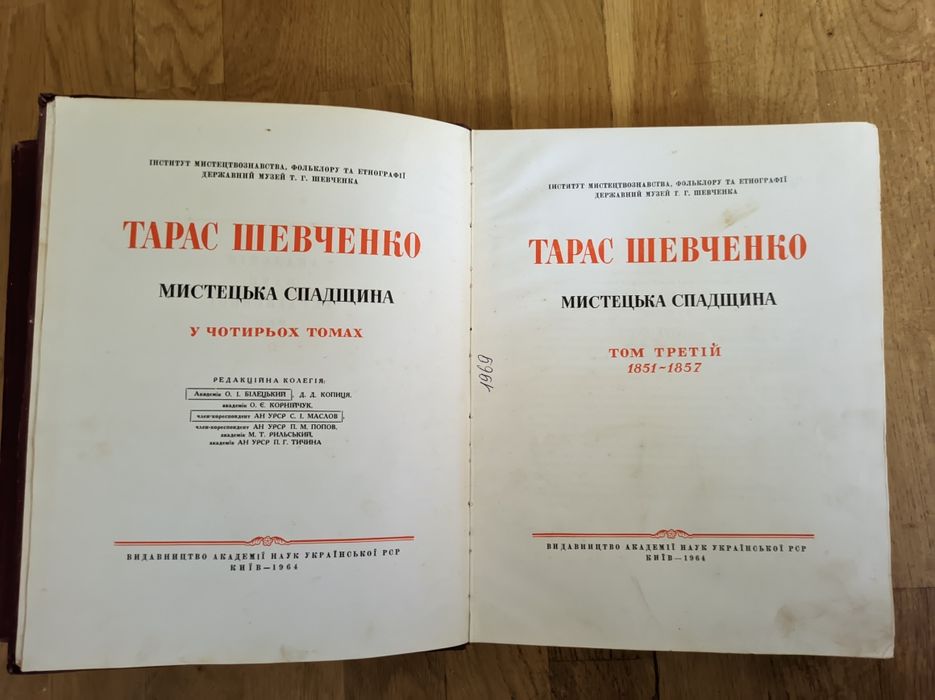 ІНСТИТУТ МИСТЕЦТВОЗНАВСТВА, ФОЛЬКЛОРУ ТА ЕТНОГРАФІЇ
ДЕРЖАВНИЙ МУЗЕЙ Т. Г. ШЕВЧЕНКА
ТАРАС ШЕВЧЕНКО
МИСТЕЦЬКА СПАДЩИНА
У ЧОТИРЬОХ ТОМАХ
РЕДАКЦІЙНА КОЛЕГІЯ:
Академік О. І. БІЛЕЦЬКИЙ, Д. Д. КОПИЦЯ,
академік О. Є. КОРНІЙЧУК,
член-кореспондент АН УРСР С. І. МАСЛОВ,
член-кореспондент АН УРСР П. М. ПОПОВ,
академік М. Т. РИЛЬСЬКИЙ,
академік АН УРСР П. Г. ТИЧИНА
ВИДАВНИЦТВО АКАДЕМІЇ НАУК УКРАЇНСЬКОЇ РСР
КИЇВ—1964
ІНСТИТУТ МИСТЕЦТВОЗНАВСТВА, ФОЛЬКЛОРУ ТА ЕТНОГРАФІЇ
ДЕРЖАВНИЙ МУЗЕЙ Т. Г. ШЕВЧЕНКА
ТАРАС ШЕВЧЕНКО
МИСТЕЦЬКА СПАДЩИНА
ТОМ ТРЕТІЙ
1851-1857
1969
ВИДАВНИЦТВО АКАДЕМІЇ НАУК УКРАЇНСЬКОЇ РСР
КИЇВ—1964